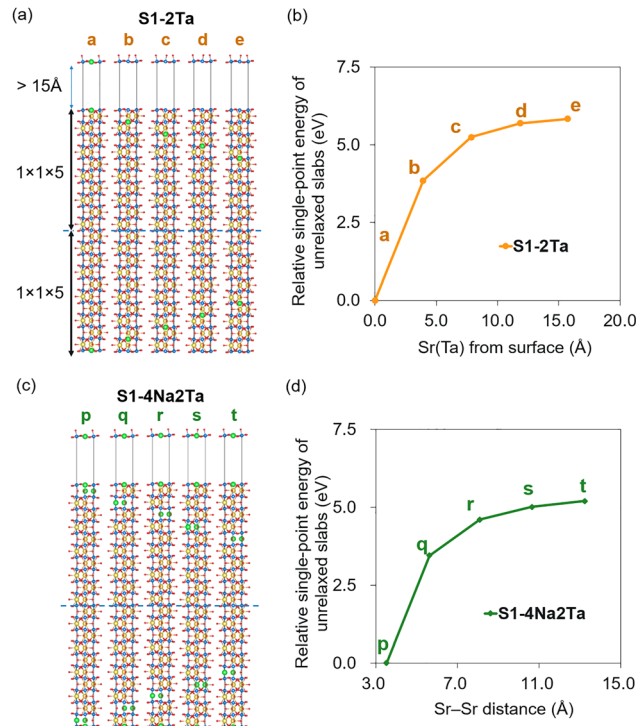 (a)
S1-2Ta
a b c d e
> 15Å
1×1×5
1×1×5
(b)
Relative single-point energy of
unrelaxed slabs (eV)
7.5
5.0
2.5
0.0
a
b
c
d
e
S1-2Ta
0.0 5.0 10.0 15.0 20.0
Sr(Ta) from surface (Å)
(c)
S1-4Na2Ta
p q r s t
(d)
Relative single-point energy of
unrelaxed slabs (eV)
7.5
5.0
2.5
0.0
p
q
r
s
t
S1-4Na2Ta
3.0 7.0 11.0 15.0
Sr–Sr distance (Å)